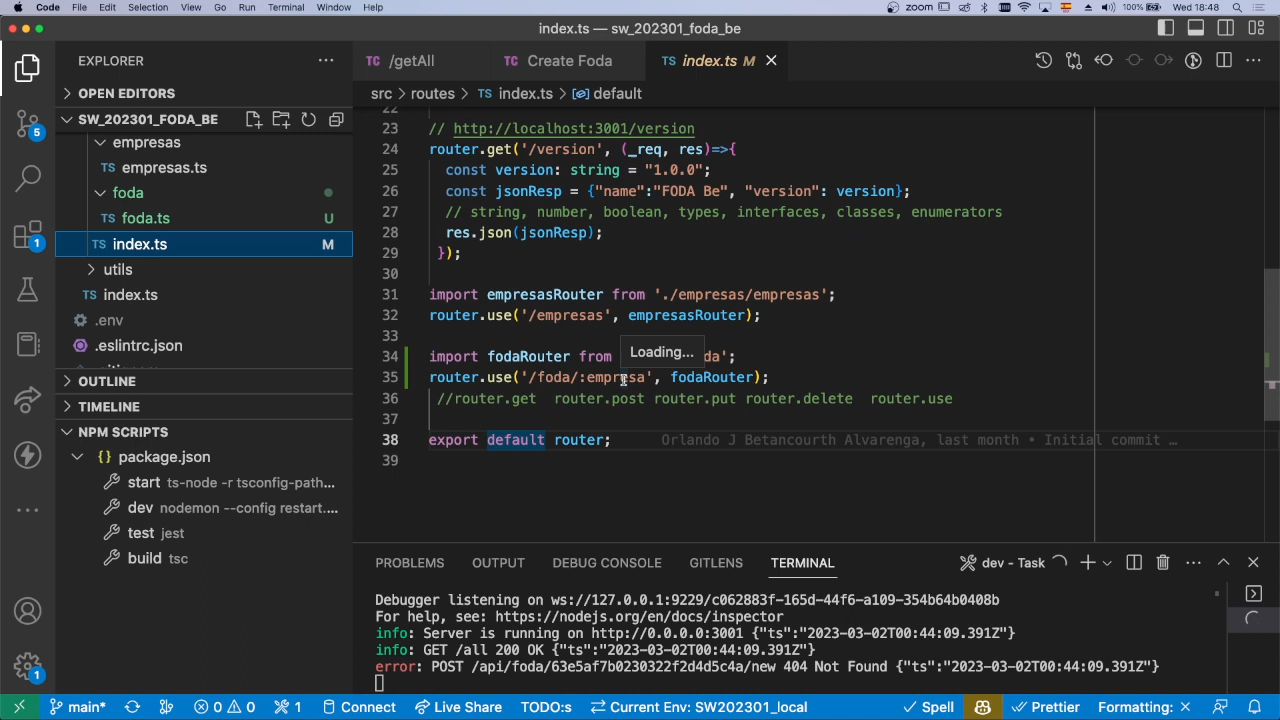 Code File Edit Selection View Go Run Terminal Window Help zoom 100% Wed 18:48
index.ts — sw_202301_foda_be
EXPLORER
TC /getAll TC Create Foda TS index.ts M
OPEN EDITORS
src > routes > TS index.ts > default
SW_202301_FODA_BE
empresas
TS empresas.ts
foda
TS foda.ts U
TS index.ts M
utils
TS index.ts
.env
.eslintrc.json
OUTLINE
TIMELINE
NPM SCRIPTS
package.json
start ts-node -r tsconfig-path...
dev nodemon --config restart....
test jest
build tsc
5
1
1
22
23 // http://localhost:3001/version
24 router.get('/version', (_req, res)=>{
25 const version: string = "1.0.0";
26 const jsonResp = {"name":"FODA Be", "version": version};
27 // string, number, boolean, types, interfaces, classes, enumerators
28 res.json(jsonResp);
29 });
30
31 import empresasRouter from './empresas/empresas';
32 router.use('/empresas', empresasRouter);
33
Loading...
34 import fodaRouter from da';
35 router.use('/foda/:empresa', fodaRouter);
36 //router.get router.post router.put router.delete router.use
37
38 export default router; Orlando J Betancourth Alvarenga, last month • Initial commit …
39
PROBLEMS OUTPUT DEBUG CONSOLE GITLENS TERMINAL dev - Task
Debugger listening on ws://127.0.0.1:9229/c062883f-165d-44f6-a109-354b64b0408b
For help, see: https://nodejs.org/en/docs/inspector
info: Server is running on http://0.0.0.0:3001 {"ts":"2023-03-02T00:44:09.391Z"}
info: GET /all 200 OK {"ts":"2023-03-02T00:44:09.391Z"}
error: POST /api/foda/63e5af7b0230322f2d4d5c4a/new 404 Not Found {"ts":"2023-03-02T00:44:09.391Z"}
main* 0 0 1 Connect Live Share TODO:s Current Env: SW202301_local Spell Prettier Formatting: ×